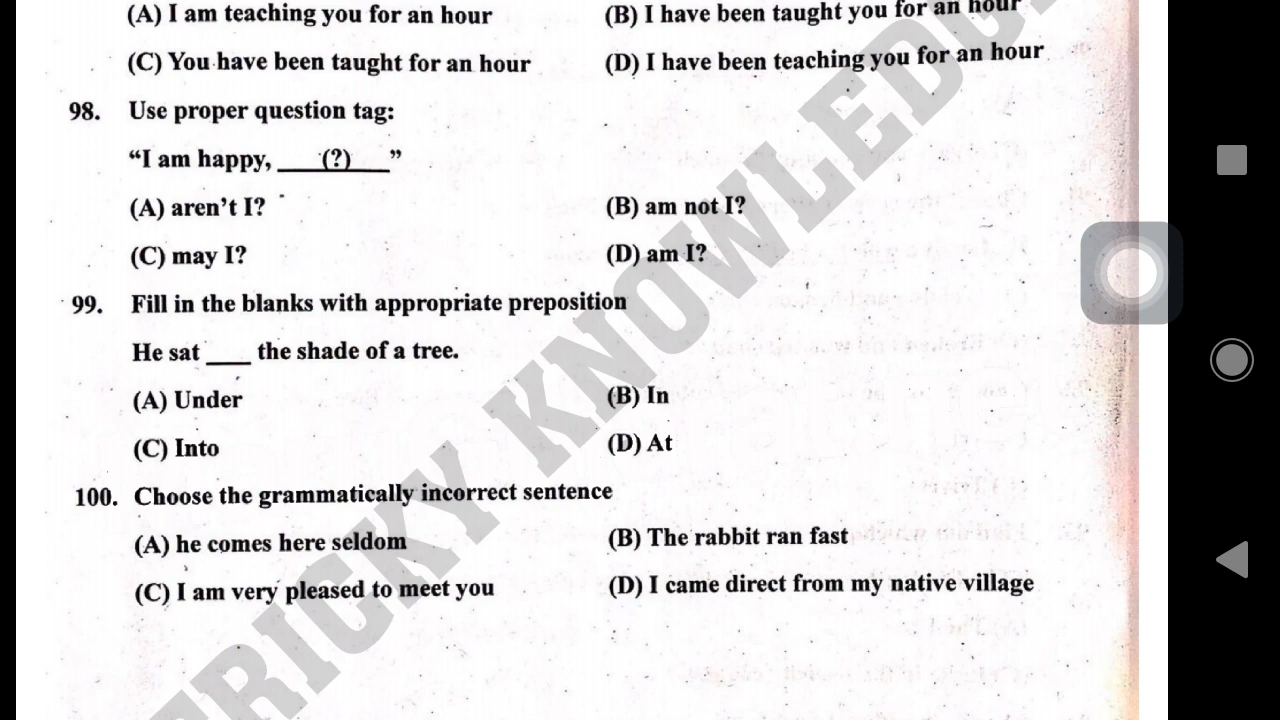 (A) I am teaching you for an hour (B) I have been taught you for an hour
(C) You have been taught for an hour (D) I have been teaching you for an hour
98. Use proper question tag:
“I am happy, (?) ”
(A) aren’t I? (B) am not I?
(C) may I? (D) am I?
99. Fill in the blanks with appropriate preposition
He sat ___ the shade of a tree.
(A) Under (B) In
(C) Into (D) At
100. Choose the grammatically incorrect sentence
(A) he comes here seldom (B) The rabbit ran fast
(C) I am very pleased to meet you (D) I came direct from my native village